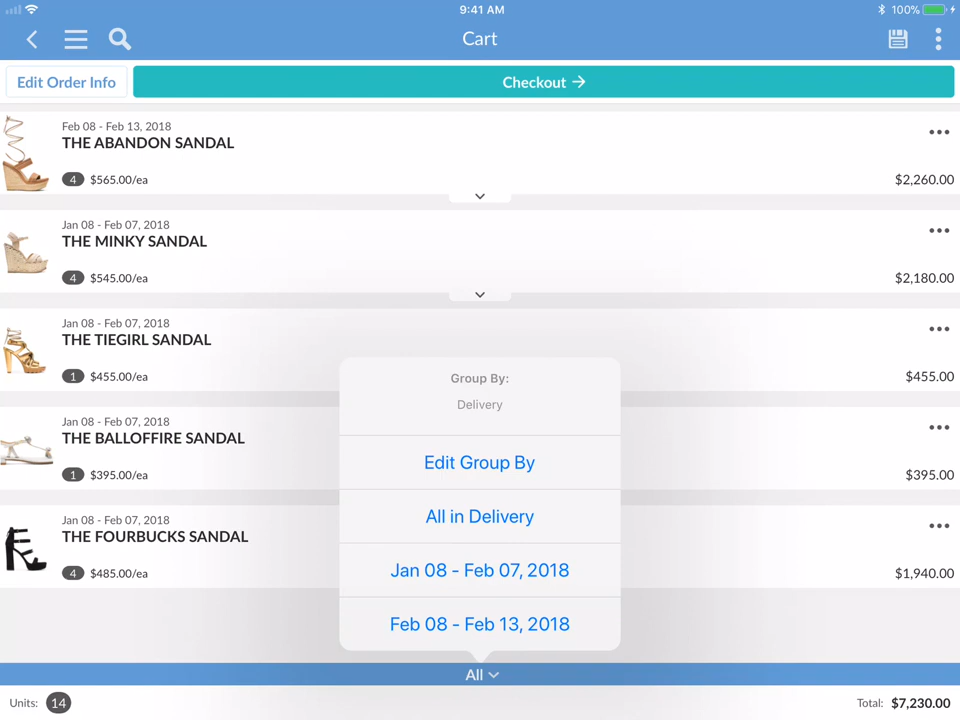 9:41 AM
100%
Cart
Edit Order Info
Checkout →
Feb 08 - Feb 13, 2018
THE ABANDON SANDAL
4 $565.00/ea
$2,260.00
Jan 08 - Feb 07, 2018
THE MINKY SANDAL
4 $545.00/ea
$2,180.00
Jan 08 - Feb 07, 2018
THE TIEGIRL SANDAL
1 $455.00/ea
$455.00
Jan 08 - Feb 07, 2018
THE BALLOFFIRE SANDAL
1 $395.00/ea
$395.00
Jan 08 - Feb 07, 2018
THE FOURBUCKS SANDAL
4 $485.00/ea
$1,940.00
Group By:
Delivery
Edit Group By
All in Delivery
Jan 08 - Feb 07, 2018
Feb 08 - Feb 13, 2018
All
Units: 14
Total: $7,230.00